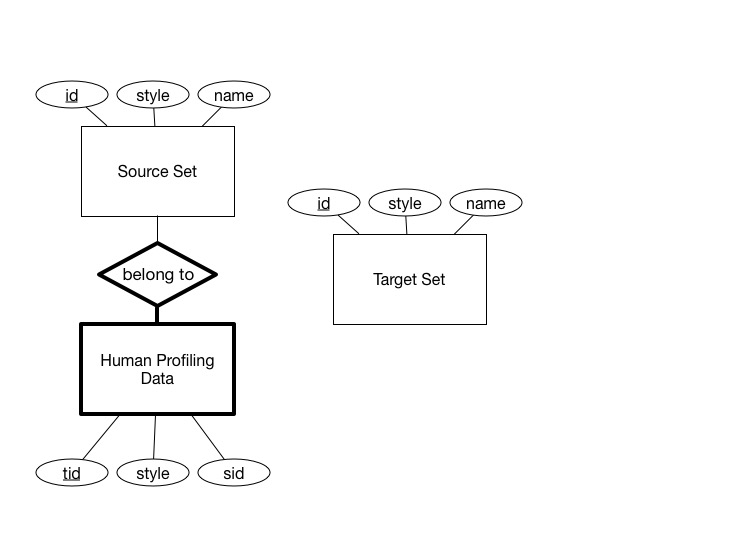 id style name
Source Set
id style name
belong to
Target Set
Human Profiling
Data
tid style sid